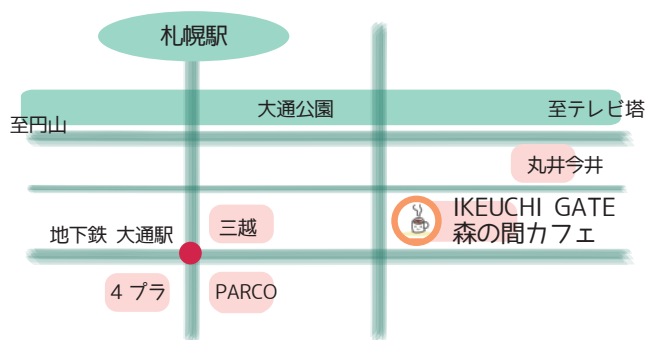 札幌駅
大通公園
至テレビ塔
至円山
丸井今井
IKEUCHI GATE
森の間カフェ
三越
地下鉄 大通駅
4 プラ
PARCO